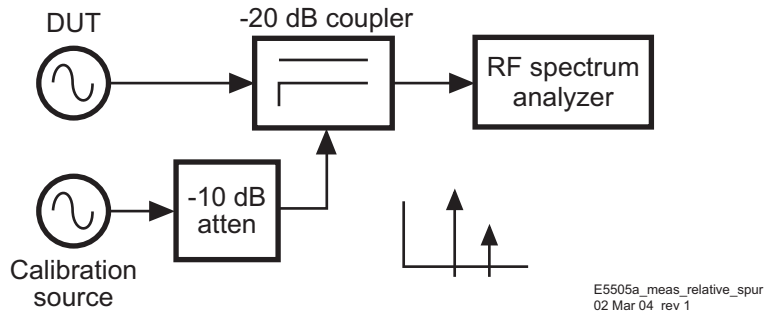 DUT
-20 dB coupler
RF spectrum
analyzer
-10 dB
atten
Calibration
source
E5505a_meas_relative_spur
02 Mar 04 rev 1